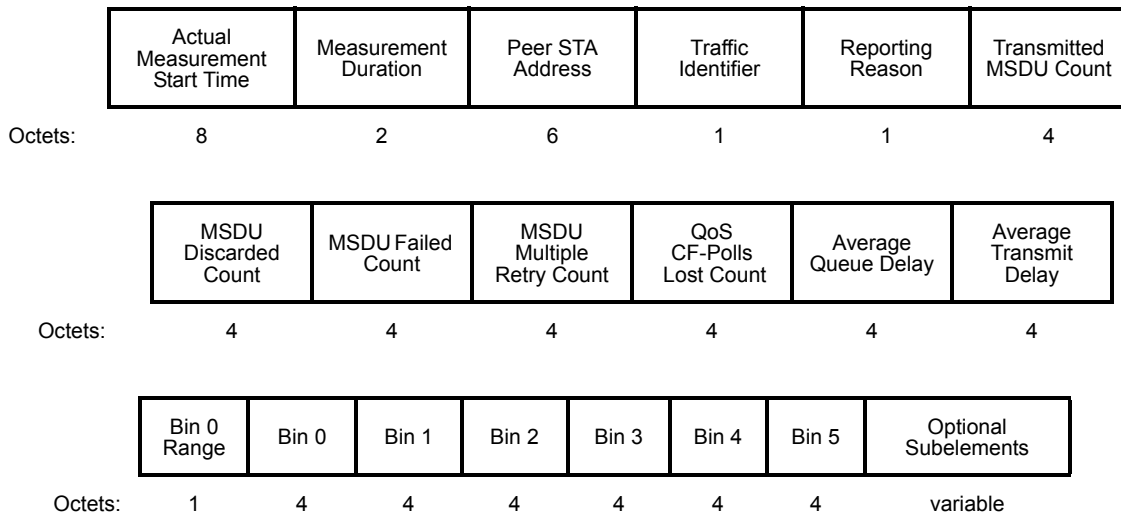 Actual
Measurement
Start Time
Measurement
Duration
Peer STA
Address
Traffic
Identifier
Reporting
Reason
Transmitted
MSDU Count
Octets: 8 2 6 1 1 4
MSDU
Discarded
Count
MSDU Failed
Count
MSDU
Multiple
Retry Count
QoS
CF-Polls
Lost Count
Average
Queue Delay
Average
Transmit
Delay
Octets: 4 4 4 4 4 4
Bin 0
Range
Bin 0
Bin 1
Bin 2
Bin 3
Bin 4
Bin 5
Optional
Subelements
Octets: 1 4 4 4 4 4 4 variable